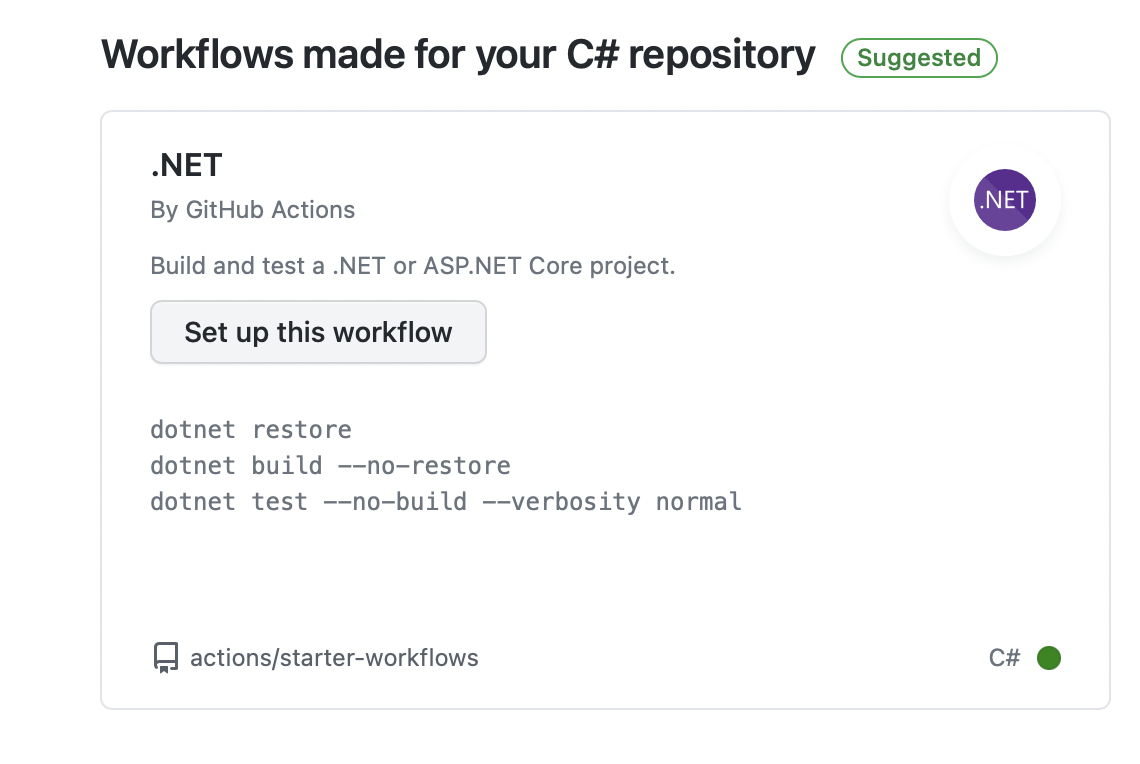 Workflows made for your C# repository Suggested
.NET
.NET
By GitHub Actions
Build and test a .NET or ASP.NET Core project.
Set up this workflow
dotnet restore
dotnet build --no-restore
dotnet test --no-build --verbosity normal
actions/starter-workflows C#